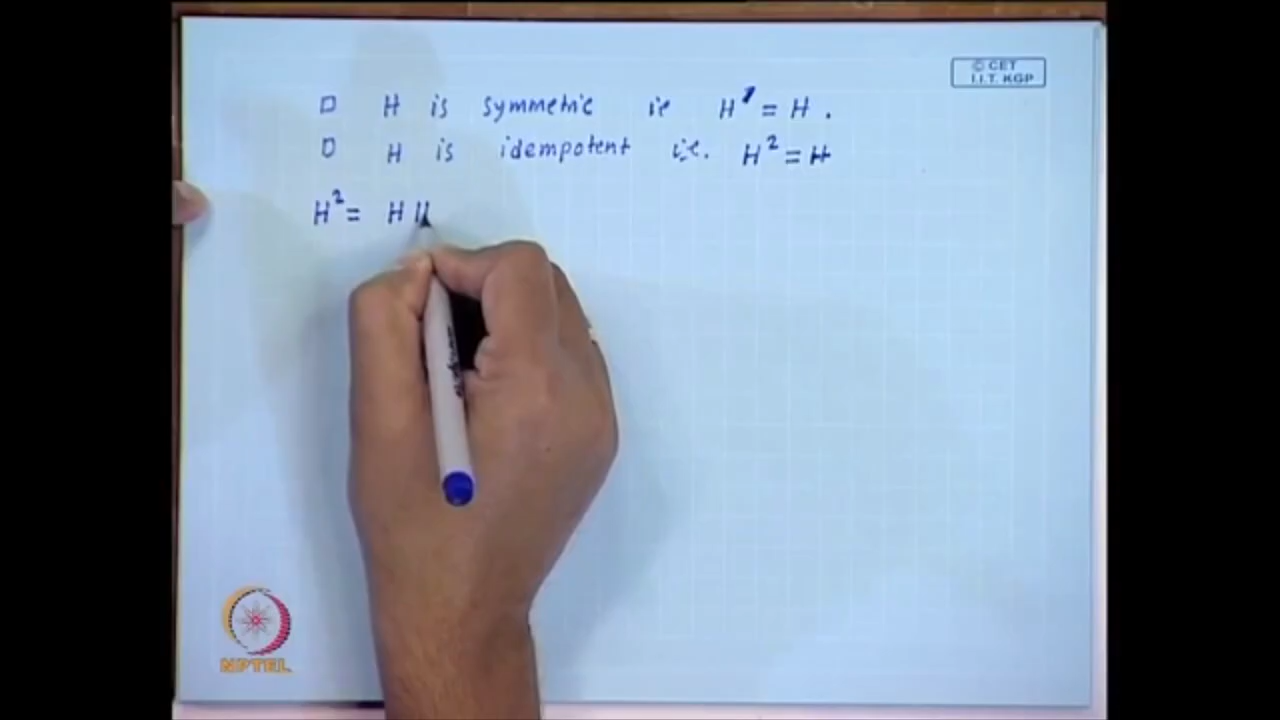 © CET
I.I.T. KGP
□ H is symmetric ie H' = H .
□ H is idempotent i.e. H² = H
H² = H H
NPTEL